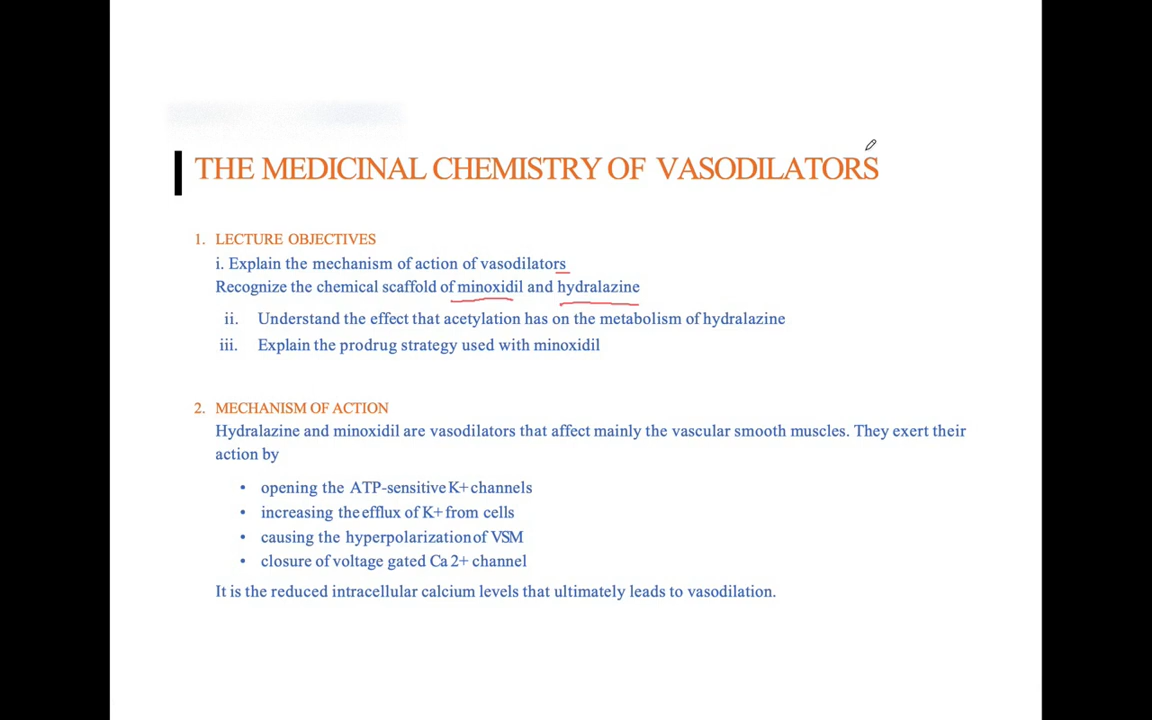 THE MEDICINAL CHEMISTRY OF VASODILATORS
1. LECTURE OBJECTIVES
i. Explain the mechanism of action of vasodilators
Recognize the chemical scaffold of minoxidil and hydralazine
ii. Understand the effect that acetylation has on the metabolism of hydralazine
iii. Explain the prodrug strategy used with minoxidil
2. MECHANISM OF ACTION
Hydralazine and minoxidil are vasodilators that affect mainly the vascular smooth muscles. They exert their
action by
• opening the ATP-sensitive K+ channels
• increasing the efflux of K+ from cells
• causing the hyperpolarization of VSM
• closure of voltage gated Ca 2+ channel
It is the reduced intracellular calcium levels that ultimately leads to vasodilation.